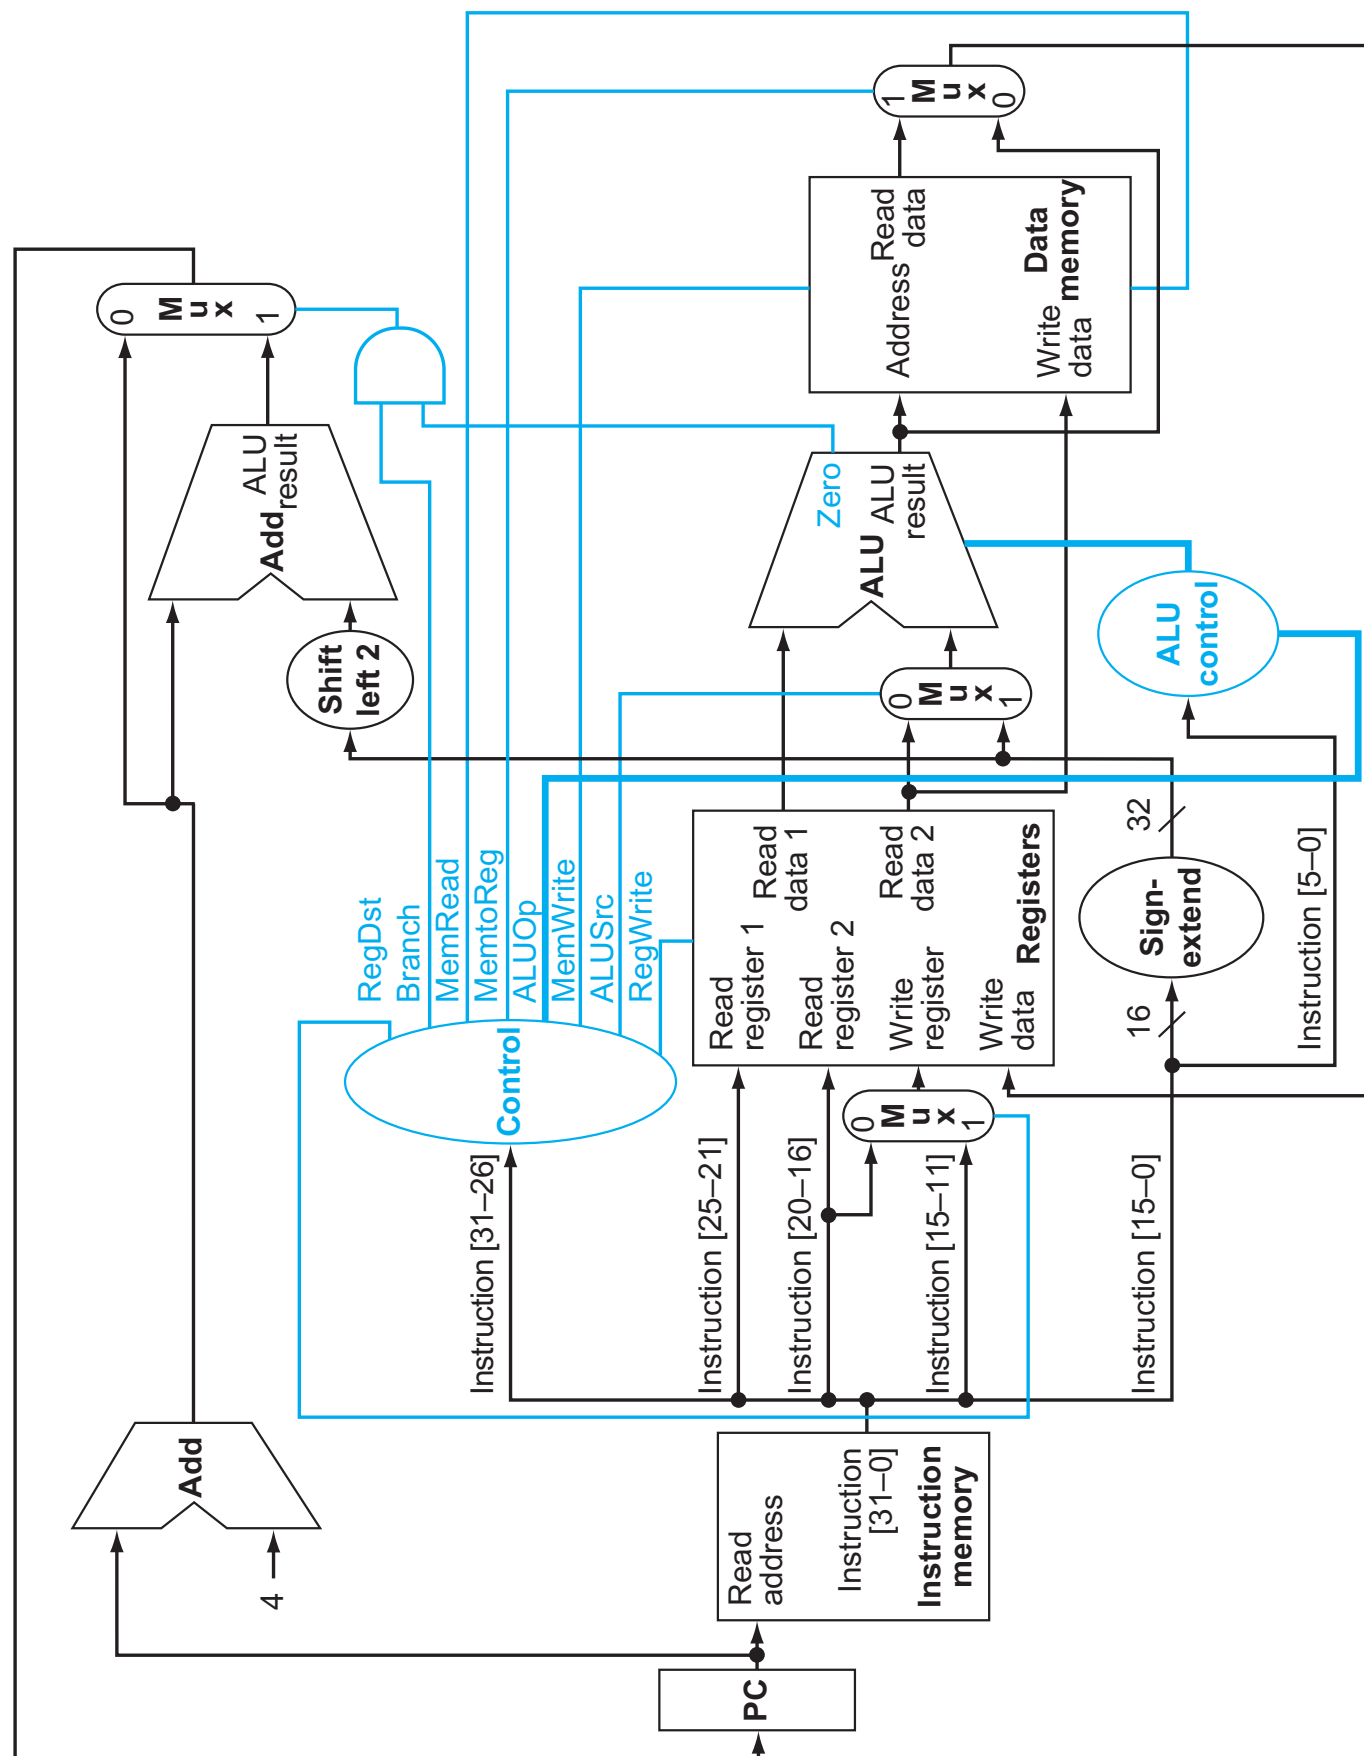 Add
4
PC
Read
address
Instruction
[31–0]
Instruction
memory
Instruction [31–26]
Instruction [25–21]
Instruction [20–16]
Instruction [15–11]
Instruction [15–0]
Control
RegDst
Branch
MemRead
MemtoReg
ALUOp
MemWrite
ALUSrc
RegWrite
0
M
u
x
1
Read
register 1
Read
register 2
Write
register
Write
data
Read
data 1
Read
data 2
Registers
16
Sign-
extend
32
Instruction [5–0]
Shift
left 2
Add
ALU
result
0
M
u
x
1
ALU
Zero
ALU
result
ALU
control
0
M
u
x
1
Address
Read
data
Write
data
Data
memory
1
M
u
x
0